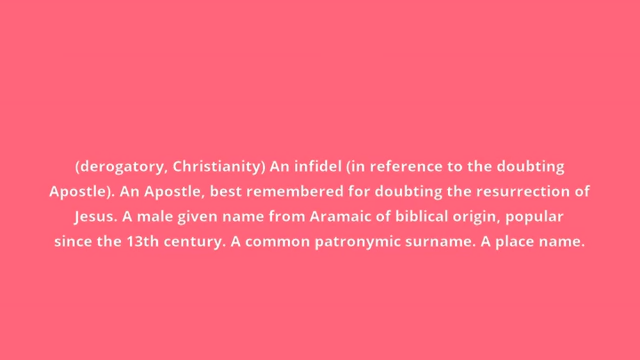 (derogatory, Christianity) An infidel (in reference to the doubting
Apostle). An Apostle, best remembered for doubting the resurrection of
Jesus. A male given name from Aramaic of biblical origin, popular
since the 13th century. A common patronymic surname. A place name.